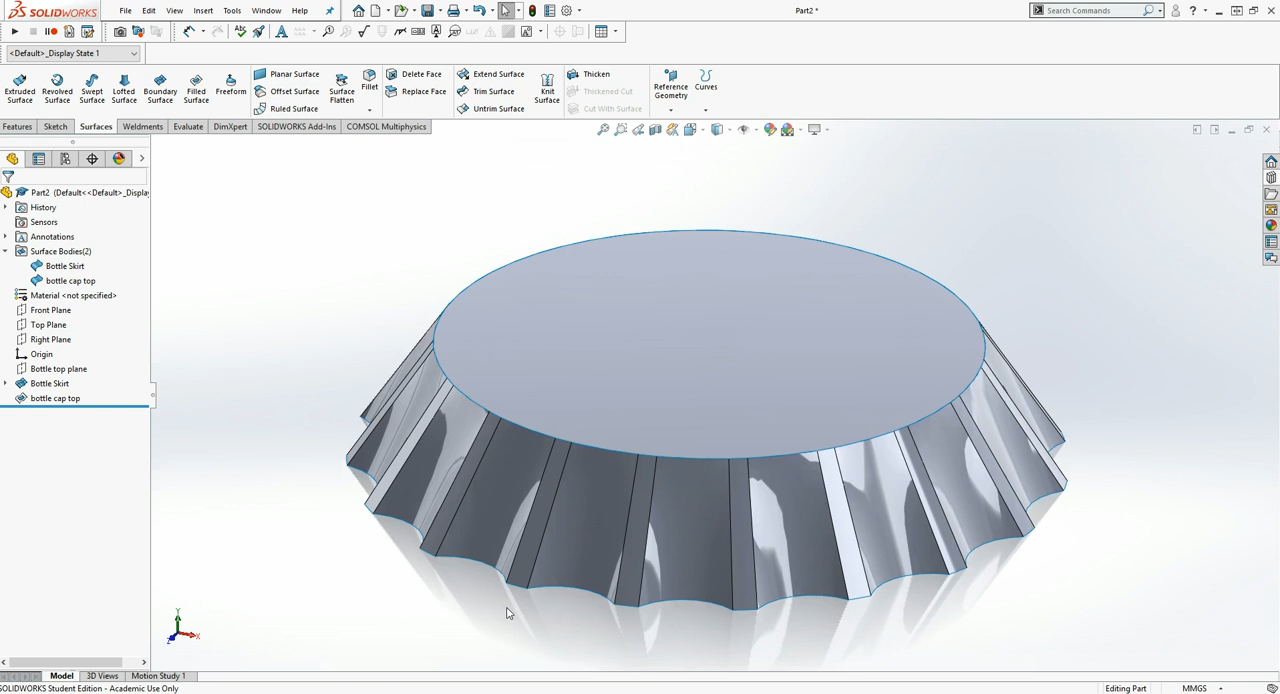 SOLIDWORKS File Edit View Insert Tools Window Help Part2 * Search Commands
<Default>_Display State 1
Extruded Surface
Revolved Surface
Swept Surface
Lofted Surface
Boundary Surface
Filled Surface
Freeform
Planar Surface
Offset Surface
Ruled Surface
Surface Flatten
Fillet
Delete Face
Replace Face
Extend Surface
Trim Surface
Untrim Surface
Knit Surface
Thicken
Thickened Cut
Cut With Surface
Reference Geometry
Curves
Features Sketch Surfaces Weldments Evaluate DimXpert SOLIDWORKS Add-Ins COMSOL Multiphysics
Part2 (Default<<Default>_Display
History
Sensors
Annotations
Surface Bodies(2)
Bottle Skirt
bottle cap top
Material <not specified>
Front Plane
Top Plane
Right Plane
Origin
Bottle top plane
Bottle Skirt
bottle cap top
Y
X
Z
Model 3D Views Motion Study 1
SOLIDWORKS Student Edition - Academic Use Only Editing Part MMGS